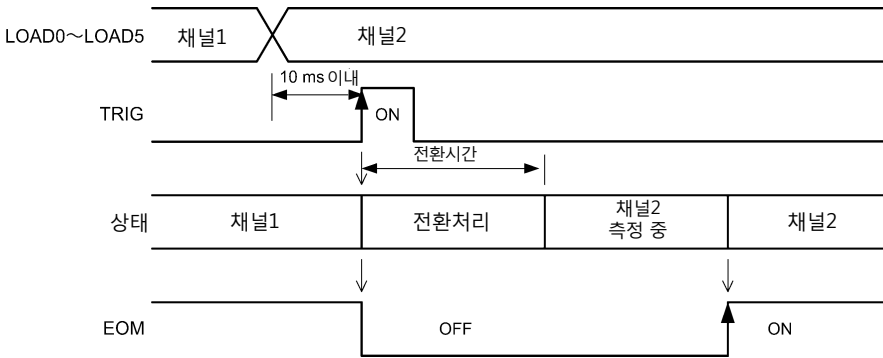 LOAD0～LOAD5
채널1
채널2
10 ms 이내
TRIG
ON
전환시간
상태
채널1
전환처리
채널2
측정 중
채널2
EOM
OFF
ON